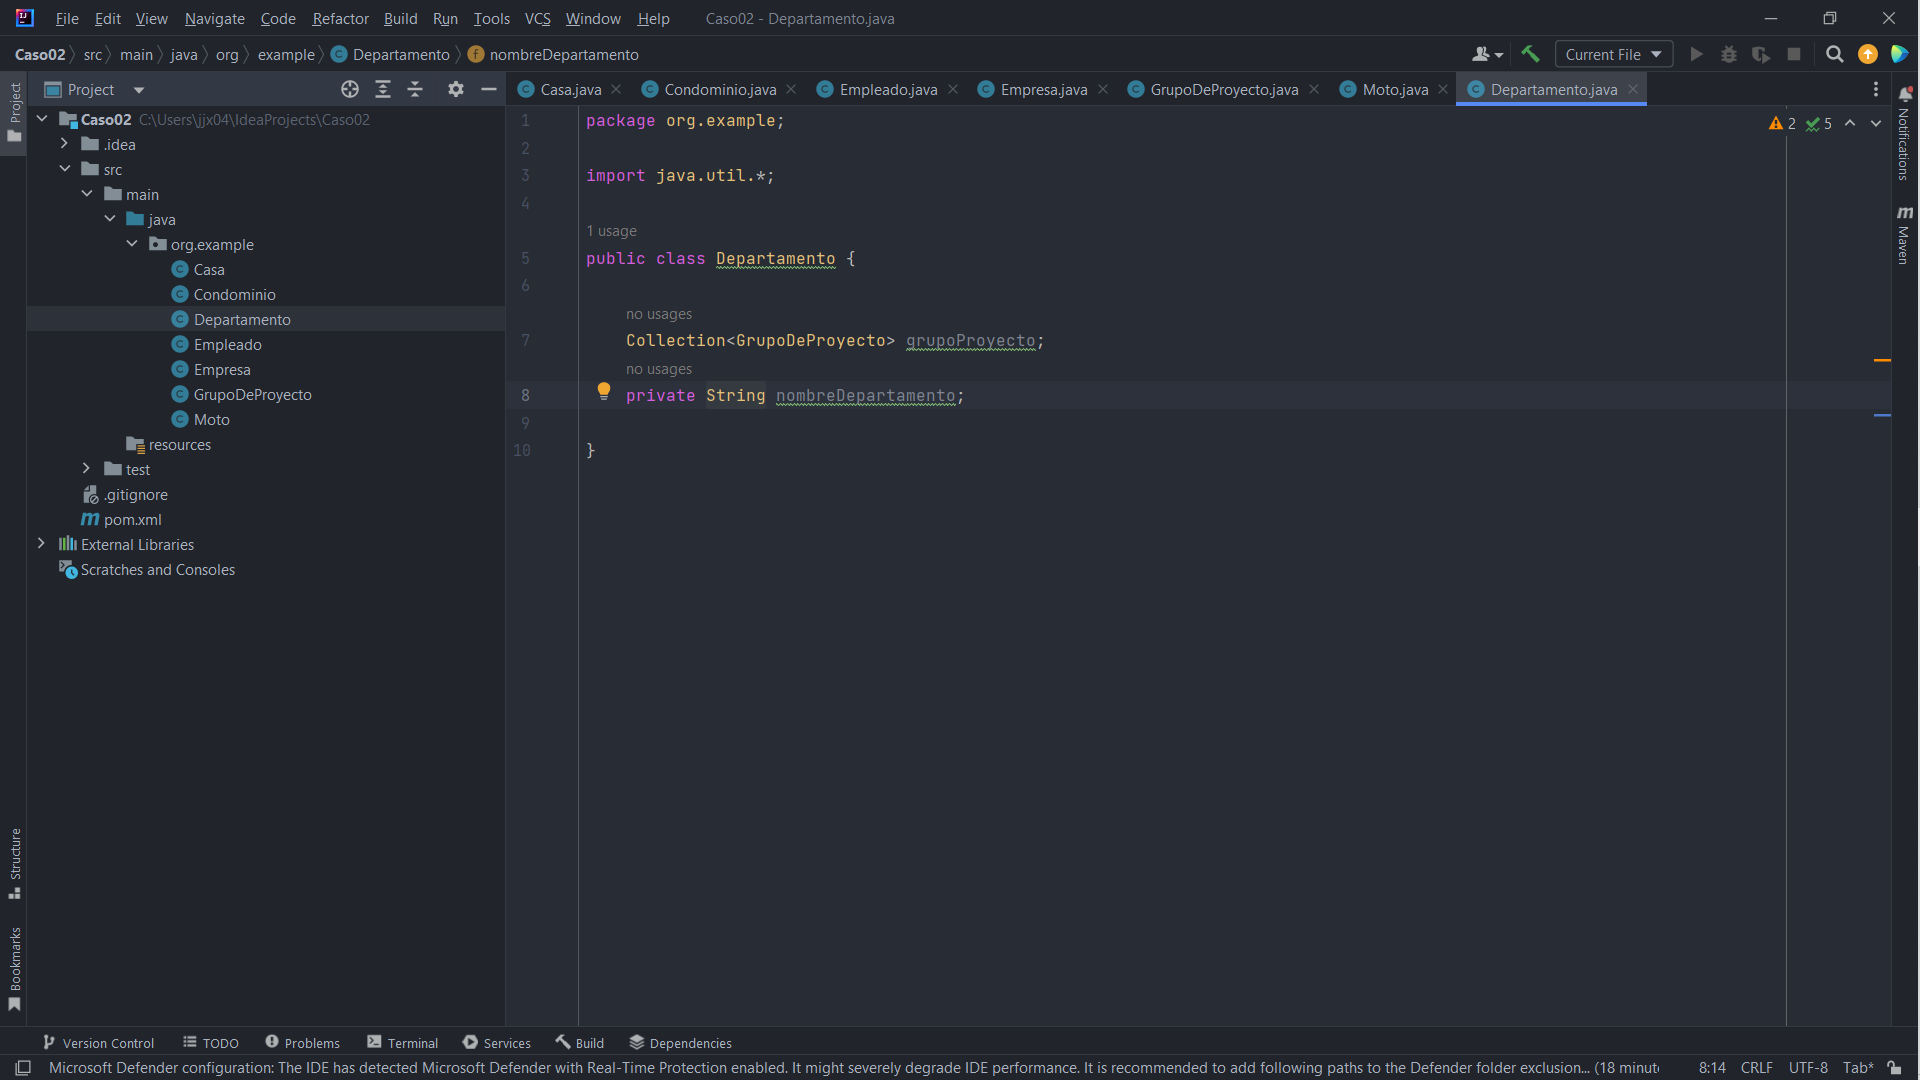 File Edit View Navigate Code Refactor Build Run Tools VCS Window Help Caso02 - Departamento.java
Caso02 src main java org example Departamento nombreDepartamento Current File
Project
Casa.java Condominio.java Empleado.java Empresa.java GrupoDeProyecto.java Moto.java Departamento.java
Project
Structure
Bookmarks
Caso02 C:\Users\jjx04\IdeaProjects\Caso02
.idea
src
main
java
org.example
Casa
Condominio
Departamento
Empleado
Empresa
GrupoDeProyecto
Moto
resources
test
.gitignore
pom.xml
External Libraries
Scratches and Consoles
1 package org.example;
2
3 import java.util.*;
4
1 usage
5 public class Departamento {
6
no usages
7 Collection<GrupoDeProyecto> grupoProyecto;
no usages
8 private String nombreDepartamento;
9
10 }
2 5
Notifications
Maven
Version Control TODO Problems Terminal Services Build Dependencies
Microsoft Defender configuration: The IDE has detected Microsoft Defender with Real-Time Protection enabled. It might severely degrade IDE performance. It is recommended to add following paths to the Defender folder exclusion... (18 minut 8:14 CRLF UTF-8 Tab*